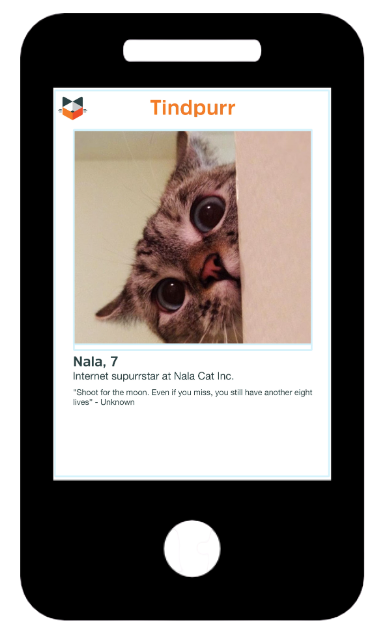 Tindpurr
Nala, 7
Internet supurrstar at Nala Cat Inc.
"Shoot for the moon. Even if you miss, you still have another eight
lives" - Unknown